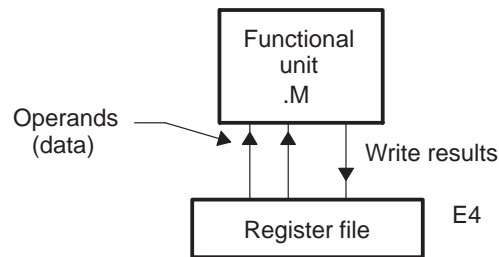 Functional
unit
.M
Operands
(data)
Write results
Register file
E4